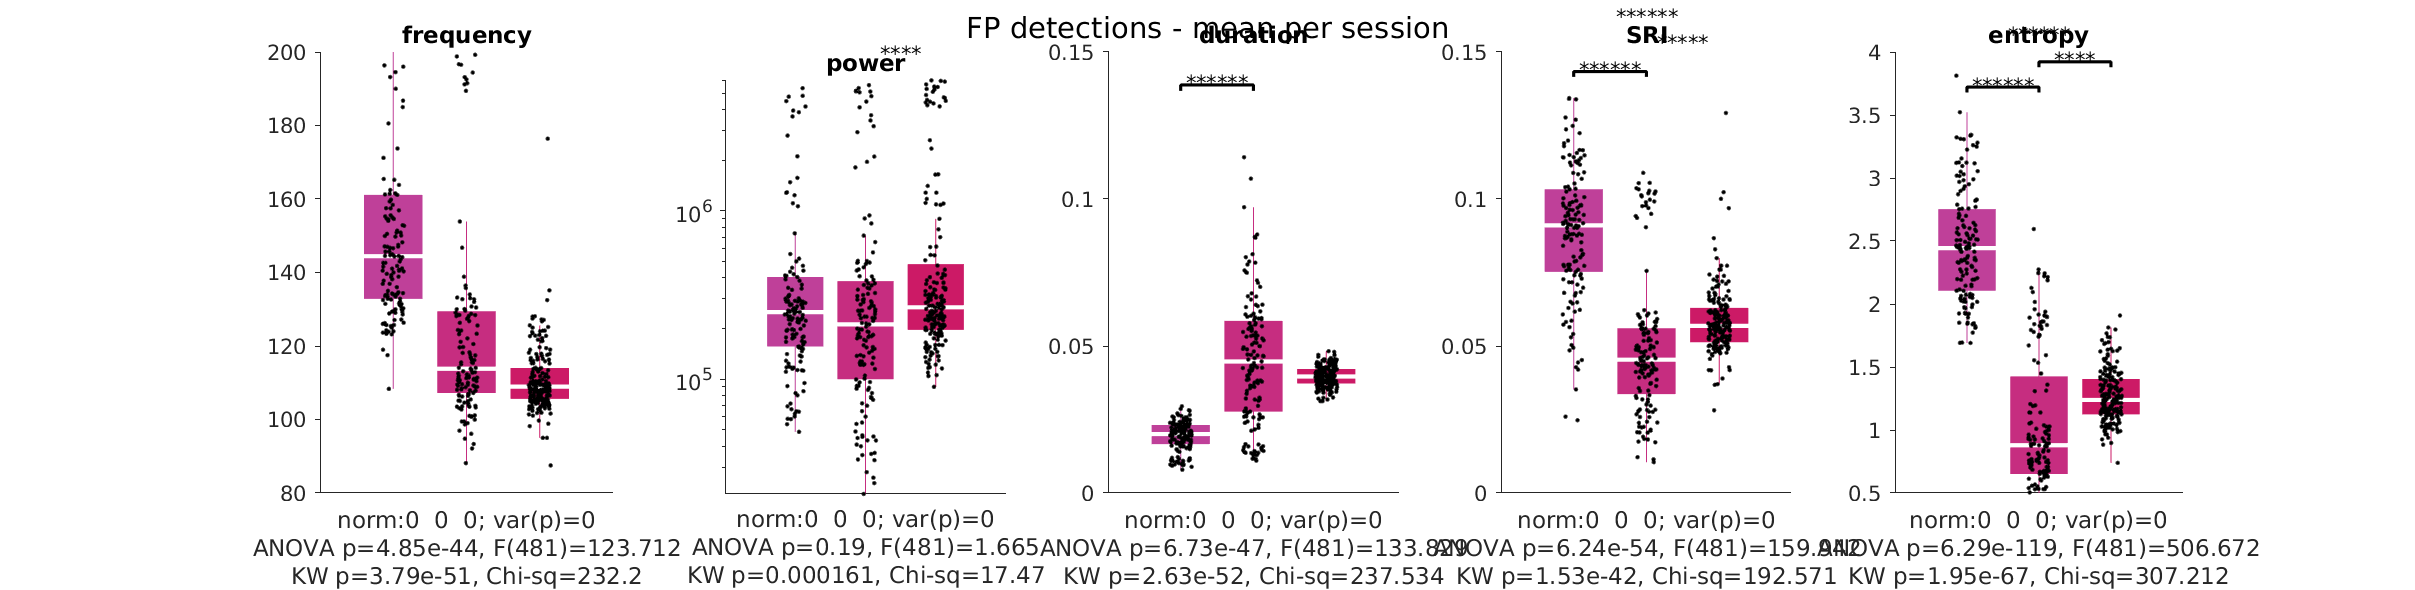 FP detections - mean per session
frequency
200
180
160
140
120
100
80
norm:0 0 0; var(p)=0
ANOVA p=4.85e-44, F(481)=123.712
KW p=3.79e-51, Chi-sq=232.2
****
power
10^6
10^5
norm:0 0 0; var(p)=0
ANOVA p=0.19, F(481)=1.665
KW p=0.000161, Chi-sq=17.47
duration
******
0.15
0.1
0.05
0
norm:0 0 0; var(p)=0
ANOVA p=6.73e-47, F(481)=133.829
KW p=2.63e-52, Chi-sq=237.534
******
SRI
*****
******
0.15
0.1
0.05
0
norm:0 0 0; var(p)=0
ANOVA p=6.24e-54, F(481)=159.942
KW p=1.53e-42, Chi-sq=192.571
entropy
******
****
******
4
3.5
3
2.5
2
1.5
1
0.5
norm:0 0 0; var(p)=0
ANOVA p=6.29e-119, F(481)=506.672
KW p=1.95e-67, Chi-sq=307.212